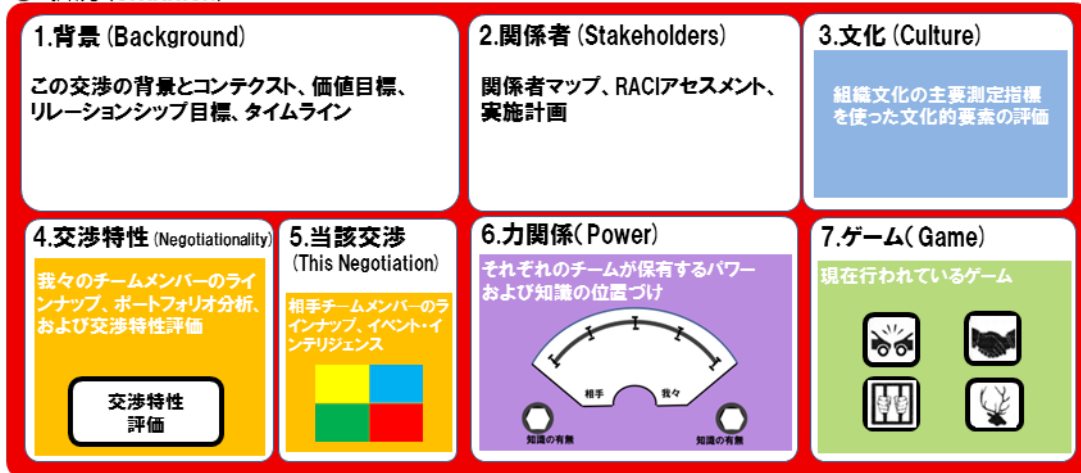 1.背景 (Background)
この交渉の背景とコンテクスト、価値目標、
リレーションシップ目標、タイムライン
2.関係者 (Stakeholders)
関係者マップ、RACIアセスメント、
実施計画
3.文化 (Culture)
組織文化の主要測定指標
を使った文化的要素の評価
4.交渉特性 (Negotiationality)
我々のチームメンバーのライ
ンナップ、ポートフォリオ分析、
および交渉特性評価
交渉特性
評価
5.当該交渉
(This Negotiation)
相手チームメンバーのラ
インナップ、イベント・イ
ンテリジェンス
6.力関係(Power)
それぞれのチームが保有するパワー
および知識の位置づけ
相手
我々
知識の有無
知識の有無
7.ゲーム(Game)
現在行われているゲーム